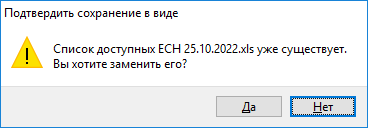 Подтвердить сохранение в виде
Список доступных ЕСН 25.10.2022.xls уже существует.
Вы хотите заменить его?
Да
Нет